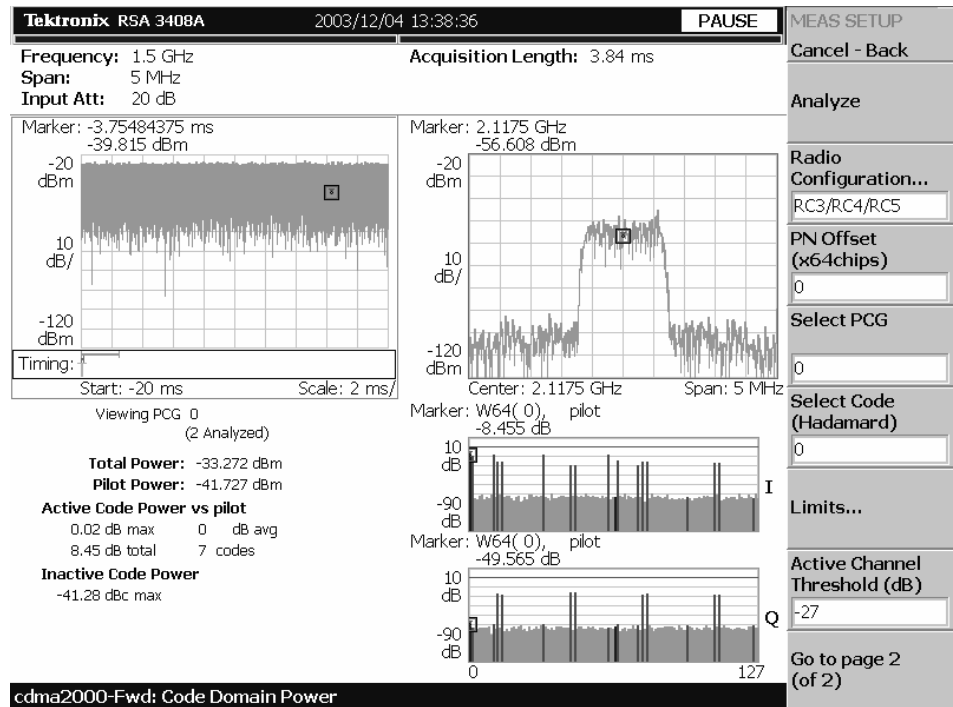 Tektronix RSA 3408A 2003/12/04 13:38:36 PAUSE
Frequency: 1.5 GHz
Span: 5 MHz
Input Att: 20 dB
Acquisition Length: 3.84 ms
Marker: -3.75484375 ms
-39.815 dBm
-20
dBm
10
dB/
-120
dBm
Timing:
Start: -20 ms Scale: 2 ms/
Marker: 2.1175 GHz
-56.608 dBm
-20
dBm
10
dB/
-120
dBm
Center: 2.1175 GHz Span: 5 MHz
Viewing PCG 0
(2 Analyzed)
Total Power: -33.272 dBm
Pilot Power: -41.727 dBm
Active Code Power vs pilot
0.02 dB max 0 dB avg
8.45 dB total 7 codes
Inactive Code Power
-41.28 dBc max
Marker: W64( 0), pilot
-8.455 dB
10
dB
-90
dB
I
Marker: W64( 0), pilot
-49.565 dB
10
dB
-90
dB
Q
0 127
cdma2000-Fwd: Code Domain Power
MEAS SETUP
Cancel - Back
Analyze
Radio
Configuration...
RC3/RC4/RC5
PN Offset
(x64chips)
0
Select PCG
0
Select Code
(Hadamard)
0
Limits...
Active Channel
Threshold (dB)
-27
Go to page 2
(of 2)